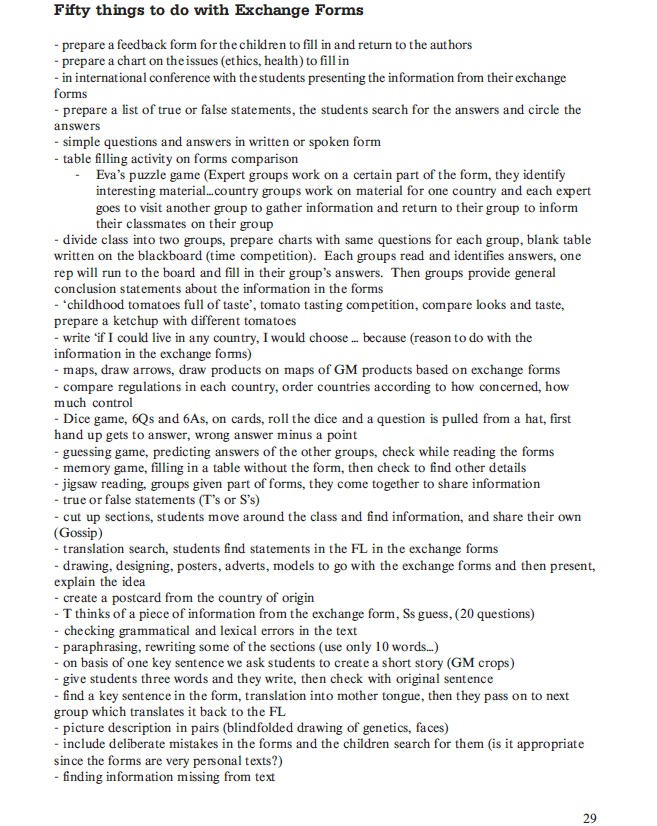 Fifty things to do with Exchange Forms
- prepare a feedback form for the children to fill in and return to the authors
- prepare a chart on the issues (ethics, health) to fill in
- in international conference with the students presenting the information from their exchange
forms
- prepare a list of true or false statements, the students search for the answers and circle the
answers
- simple questions and answers in written or spoken form
- table filling activity on forms comparison
- Eva's puzzle game (Expert groups work on a certain part of the form, they identify
interesting material...country groups work on material for one country and each expert
goes to visit another group to gather information and return to their group to inform
their classmates on their group
- divide class into two groups, prepare charts with same questions for each group, blank table
written on the blackboard (time competition). Each groups read and identifies answers, one
rep will run to the board and fill in their group's answers. Then groups provide general
conclusion statements about the information in the forms
- 'childhood tomatoes full of taste', tomato tasting competition, compare looks and taste,
prepare a ketchup with different tomatoes
- write 'if I could live in any country, I would choose ... because (reason to do with the
information in the exchange forms)
- maps, draw arrows, draw products on maps of GM products based on exchange forms
- compare regulations in each country, order countries according to how concerned, how
much control
- Dice game, 6Qs and 6As, on cards, roll the dice and a question is pulled from a hat, first
hand up gets to answer, wrong answer minus a point
- guessing game, predicting answers of the other groups, check while reading the forms
- memory game, filling in a table without the form, then check to find other details
- jigsaw reading, groups given part of forms, they come together to share information
- true or false statements (T's or S's)
- cut up sections, students move around the class and find information, and share their own
(Gossip)
- translation search, students find statements in the FL in the exchange forms
- drawing, designing, posters, adverts, models to go with the exchange forms and then present,
explain the idea
- create a postcard from the country of origin
- T thinks of a piece of information from the exchange form, Ss guess, (20 questions)
- checking grammatical and lexical errors in the text
- paraphrasing, rewriting some of the sections (use only 10 words...)
- on basis of one key sentence we ask students to create a short story (GM crops)
- give students three words and they write, then check with original sentence
- find a key sentence in the form, translation into mother tongue, then they pass on to next
group which translates it back to the FL
- picture description in pairs (blindfolded drawing of genetics, faces)
- include deliberate mistakes in the forms and the children search for them (is it appropriate
since the forms are very personal texts?)
- finding information missing from text
29